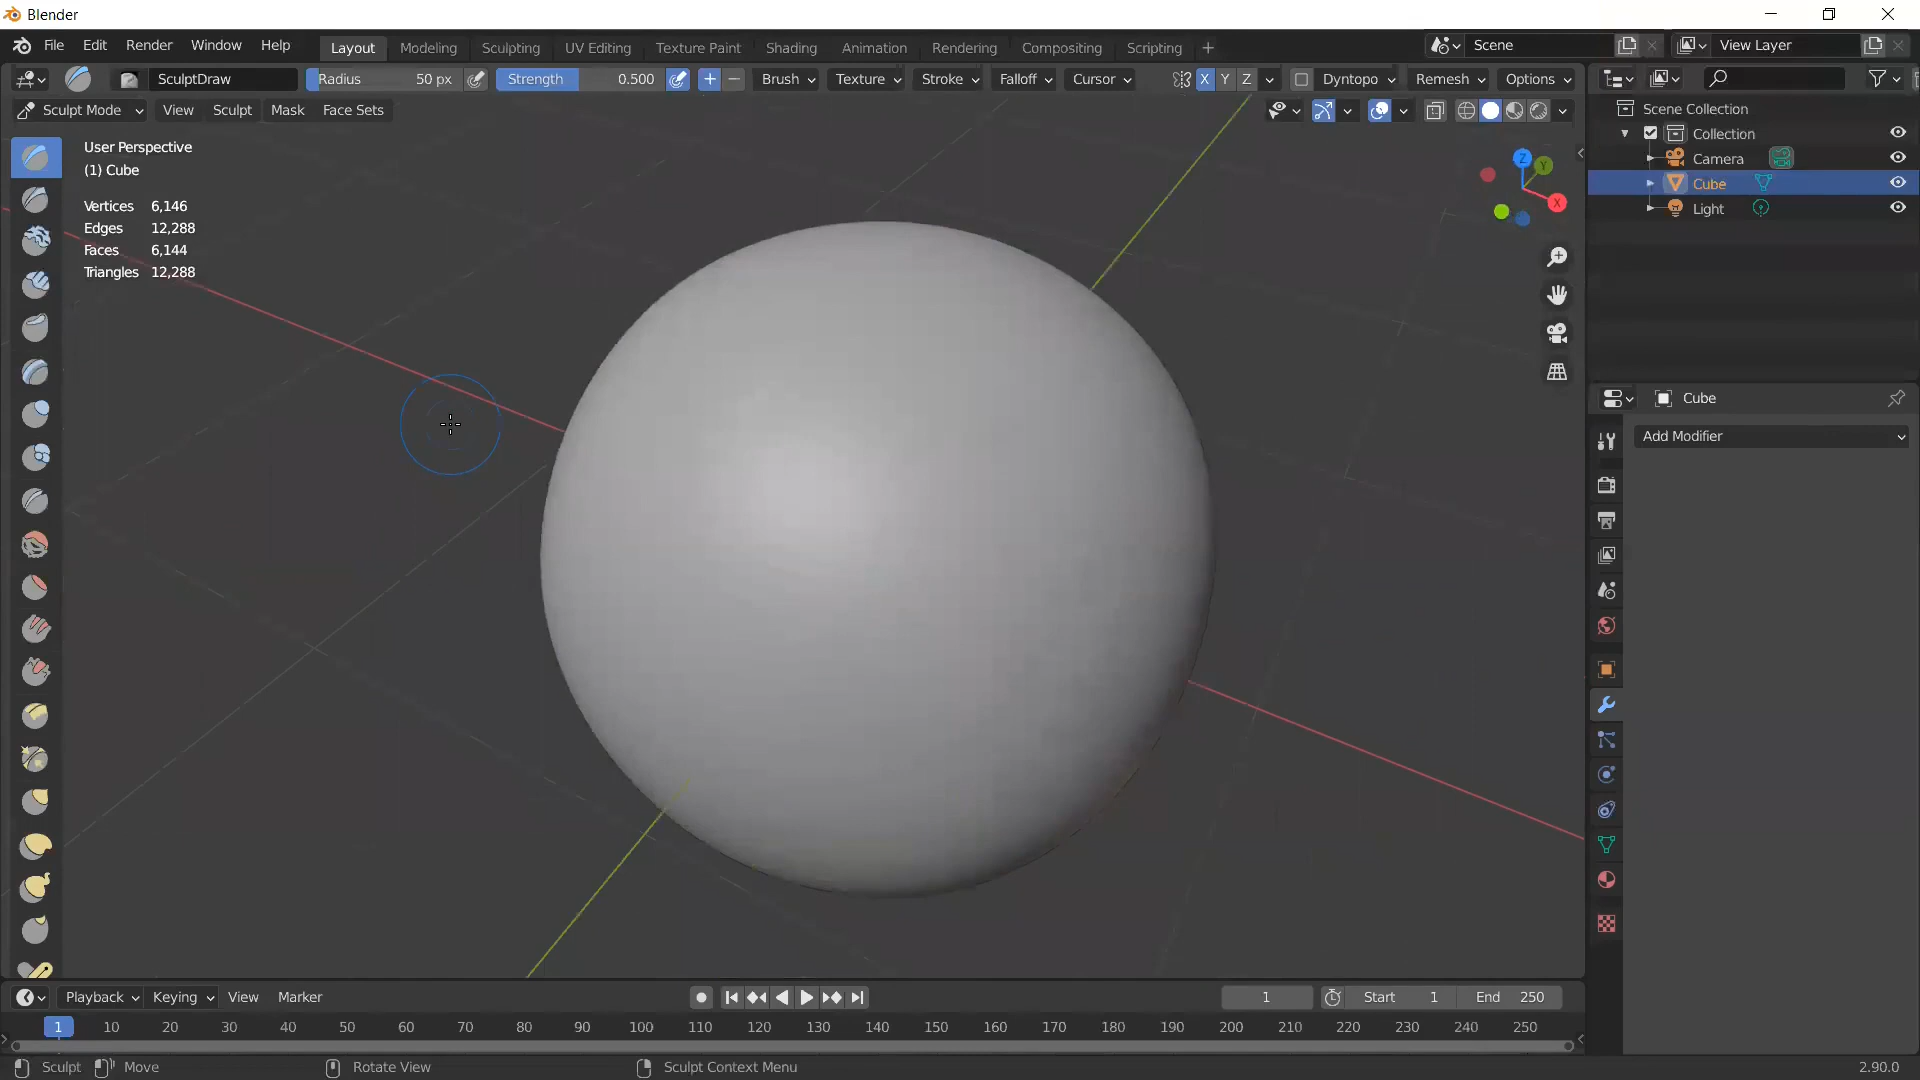 Blender
File Edit Render Window Help Layout Modeling Sculpting UV Editing Texture Paint Shading Animation Rendering Compositing Scripting + Scene View Layer
SculptDraw Radius 50 px Strength 0.500 + − Brush Texture Stroke Falloff Cursor X Y Z Dyntopo Remesh Options
Sculpt Mode View Sculpt Mask Face Sets
User Perspective
(1) Cube
Vertices 6,146
Edges 12,288
Faces 6,144
Triangles 12,288
Z
Y
X
Scene Collection
Collection
Camera
Cube
Light
Cube
Add Modifier
Playback Keying View Marker 1 Start 1 End 250
1 10 20 30 40 50 60 70 80 90 100 110 120 130 140 150 160 170 180 190 200 210 220 230 240 250
Sculpt Move Rotate View Sculpt Context Menu 2.90.0